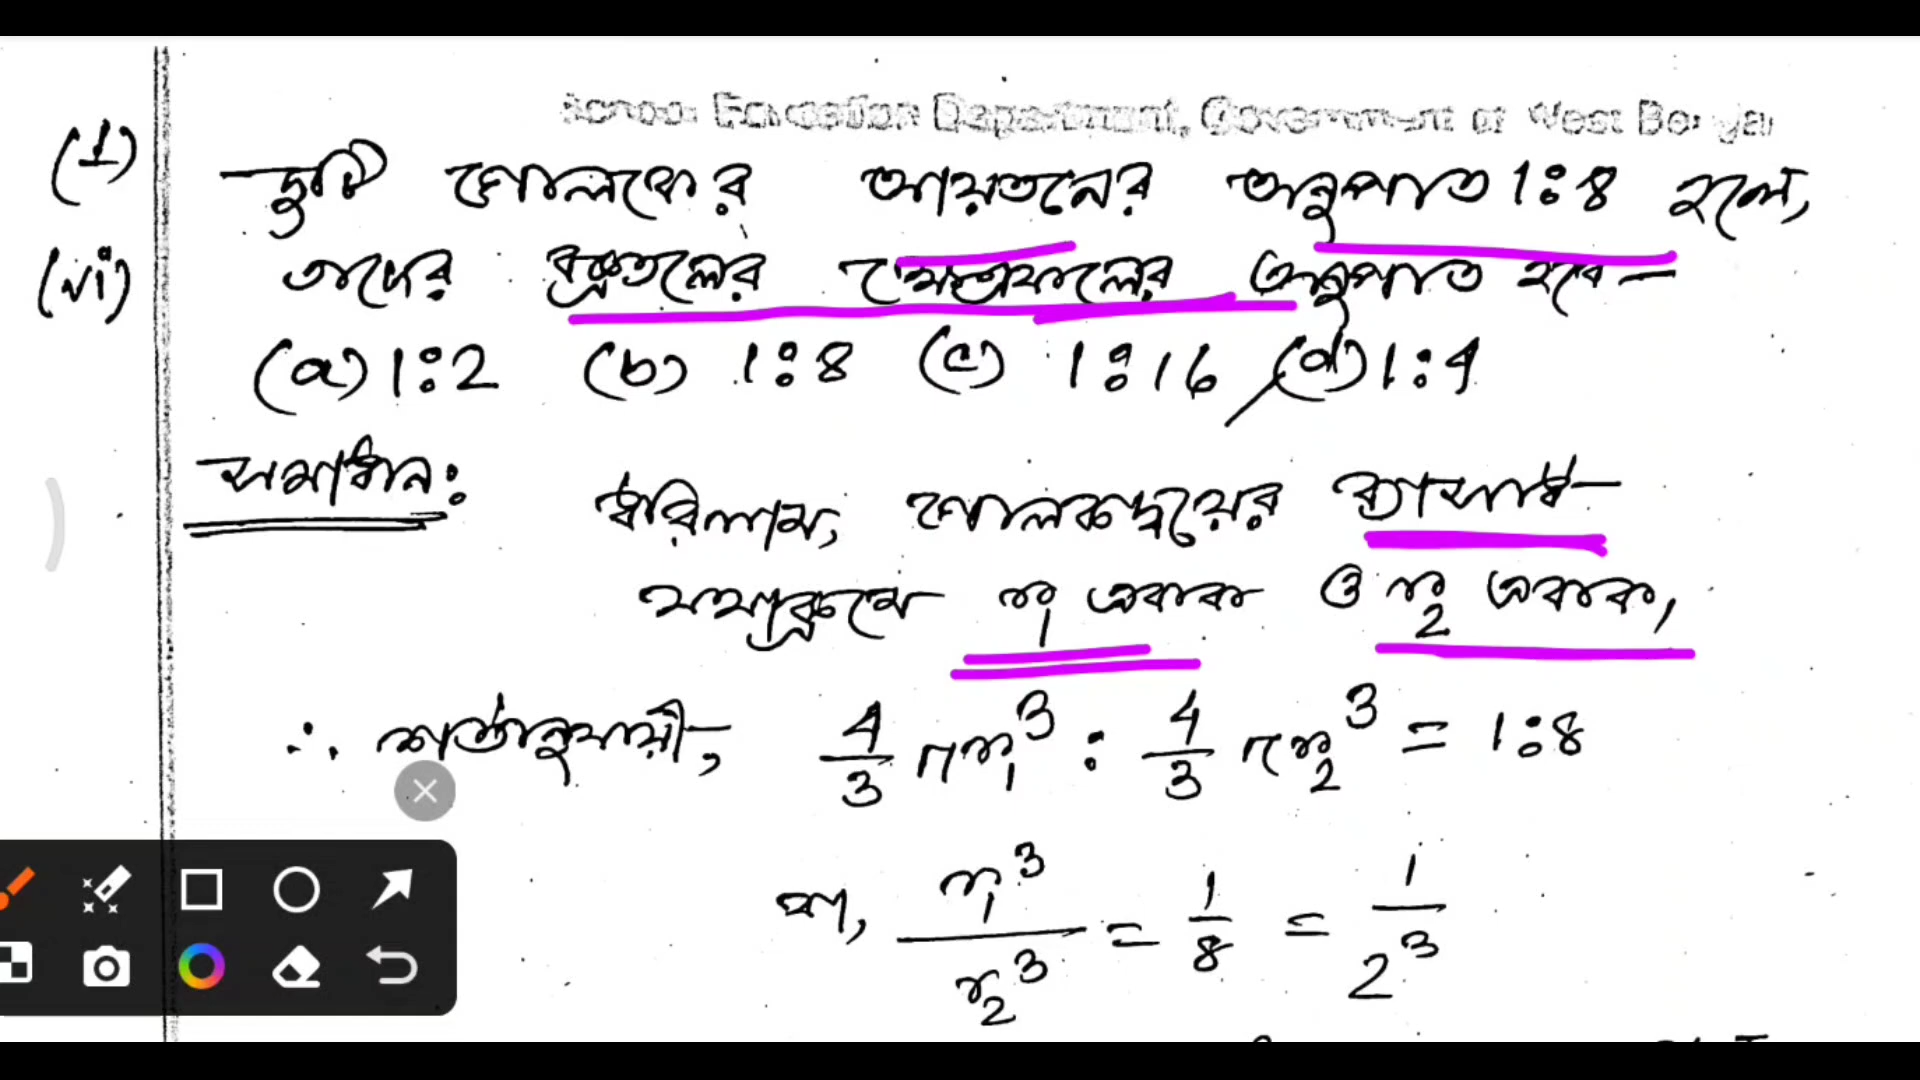 School Education Department, Government of West Bengal
(1) দুটি গোলকের আয়তনের অনুপাত 1:8 হলে,
(vi) তাদের বক্রতলের ক্ষেত্রফলের অনুপাত হবে—
(a) 1:2 (b) 1:8 (c) 1:16 (d) 1:4
সমাধান: ধরিলাম, গোলকদ্বয়ের ব্যাসার্ধ
যথাক্রমে r₁ একক ও r₂ একক,
∴ শর্তানুযায়ী, 4/3 πr₁³ : 4/3 πr₂³ = 1:8
বা, r₁³/r₂³ = 1/8 = 1/2³